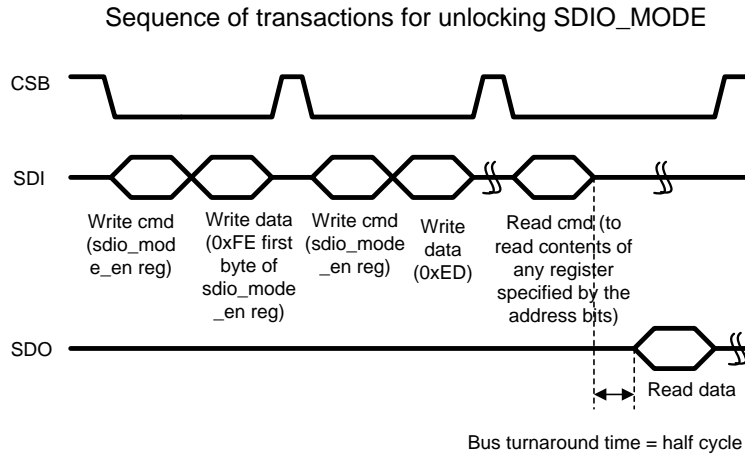 Sequence of transactions for unlocking SDIO_MODE
CSB
SDI
Write cmd
(sdio_mod
e_en reg)
Write data
(0xFE first
byte of
sdio_mode
_en reg)
Write cmd
(sdio_mode
_en reg)
Write
data
(0xED)
Read cmd (to
read contents of
any register
specified by the
address bits)
SDO
Read data
Bus turnaround time = half cycle